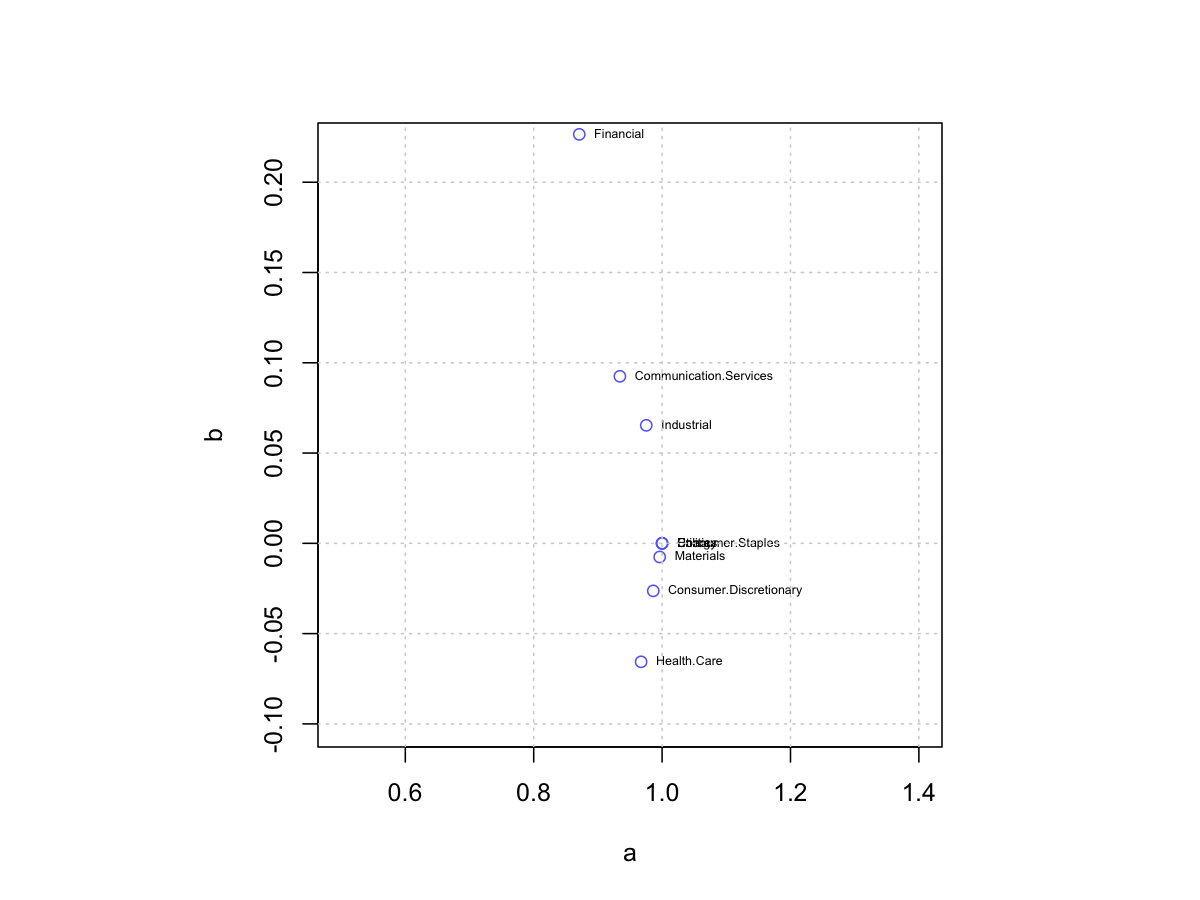 Financial
0.20
0.15
0.10
Communication.Services
Industrial
b
0.05
0.00
Consumer.Staples
Materials
Consumer.Discretionary
-0.05
Health.Care
-0.10
0.6 0.8 1.0 1.2 1.4
a